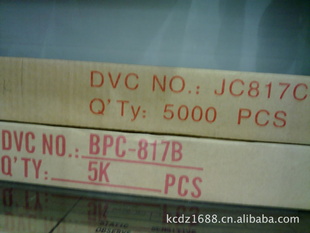 DVC NO.: JC817C
Q'Ty: 5000 PCS
DVC NO.: BPC-817B
Q'TY: 5K PCS
kcdz1688.cn.alibaba.com